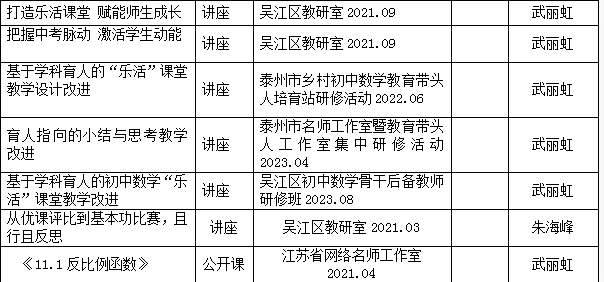 打造乐活课堂 赋能师生成长 讲座 吴江区教研室 2021.09 武丽虹
把握中考脉动 激活学生动能 讲座 吴江区教研室 2021.09 武丽虹
基于学科育人的“乐活”课堂
教学设计改进
讲座
泰州市乡村初中数学教育带头
人培育站研修活动 2022.06
武丽虹
育人指向的小结与思考教学
改进
讲座
泰州市名师工作室暨教育带头
人工作室集中研修活动
2023.04
武丽虹
基于学科育人的初中数学“乐
活”课堂教学改进
讲座
吴江区初中数学骨干后备教师
研修班 2023.08
武丽虹
从优课评比到基本功比赛，且
行且反思
讲座
吴江区教研室 2021.03
朱海峰
《11.1 反比例函数》
公开课
江苏省网络名师工作室
2021.04
武丽虹